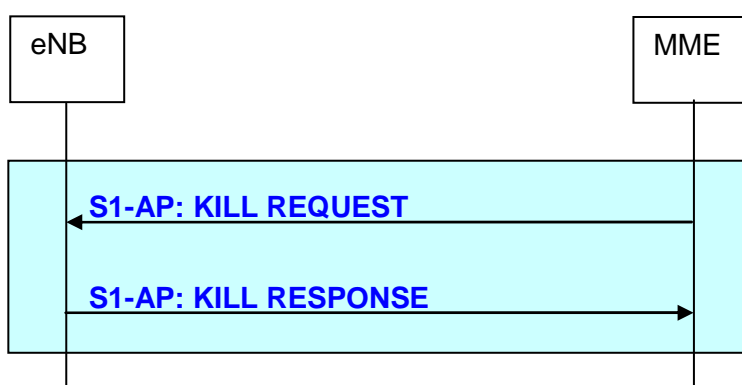 eNB
MME
S1-AP: KILL REQUEST
S1-AP: KILL RESPONSE